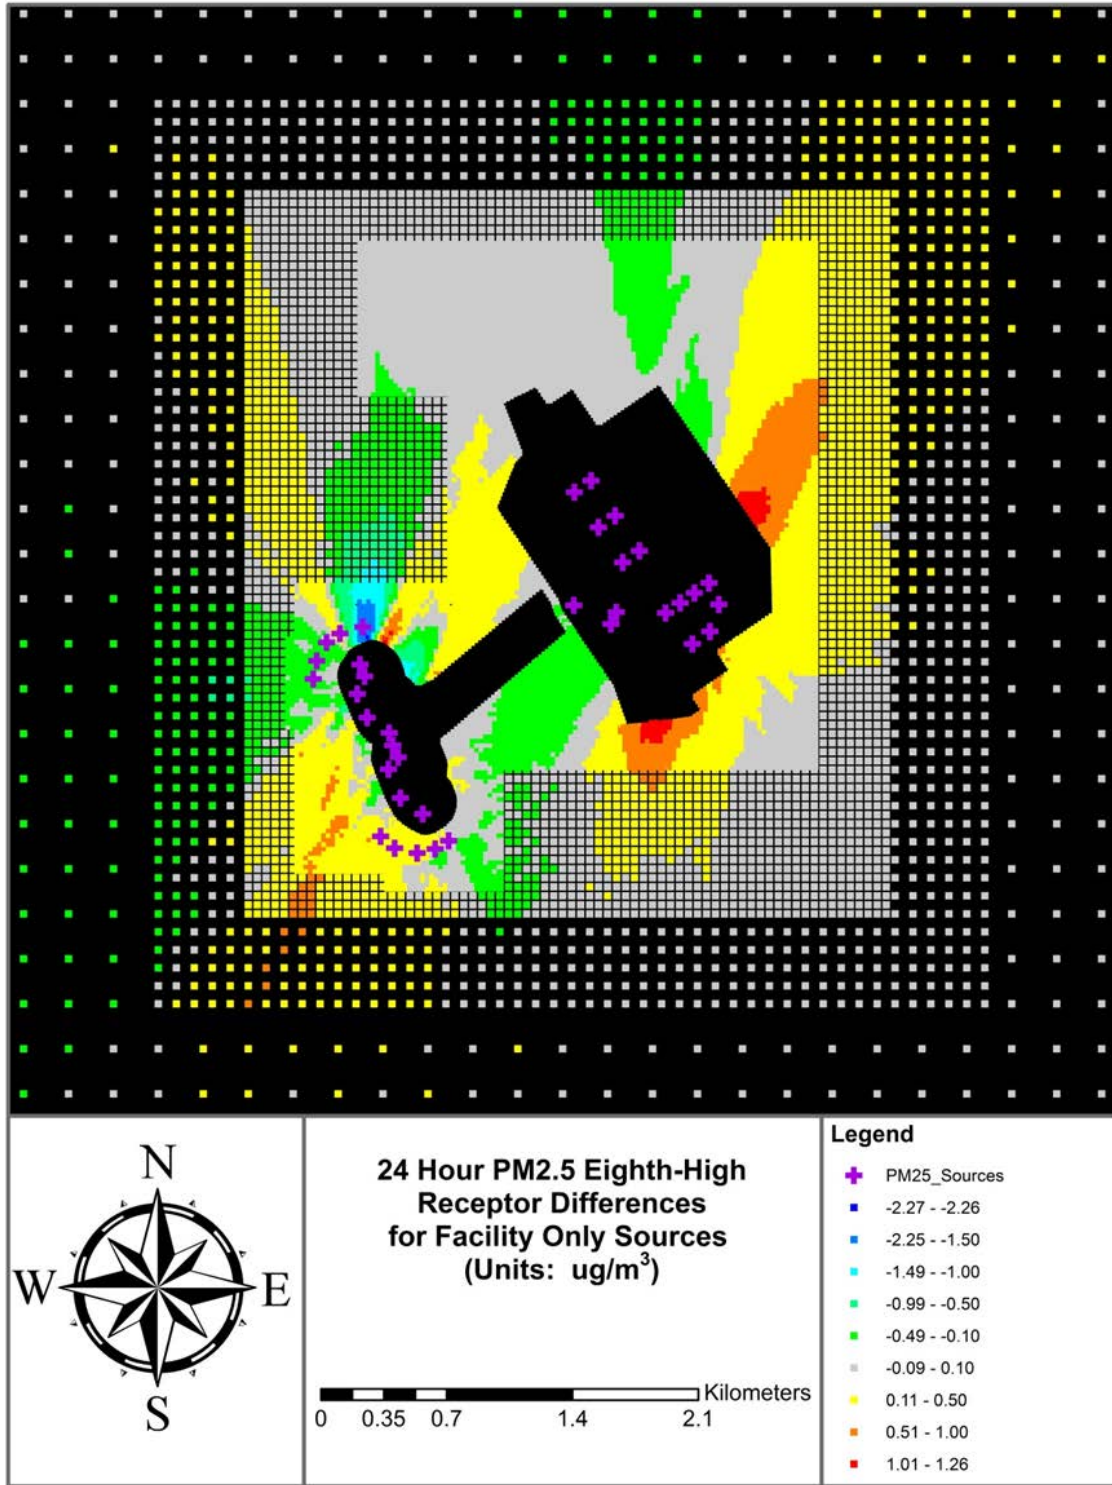 N
W
E
S
24 Hour PM2.5 Eighth-High
Receptor Differences
for Facility Only Sources
(Units:  ug/m³)
Kilometers
0 0.35 0.7 1.4 2.1
Legend
PM25_Sources
-2.27 - -2.26
-2.25 - -1.50
-1.49 - -1.00
-0.99 - -0.50
-0.49 - -0.10
-0.09 - 0.10
0.11 - 0.50
0.51 - 1.00
1.01 - 1.26